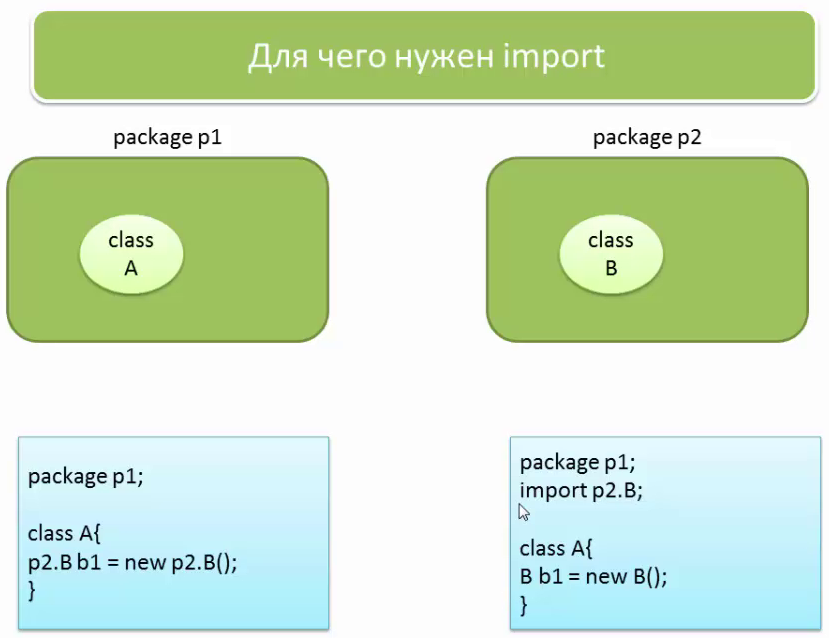 Для чего нужен import
package p1
package p2
class
A
class
B
package p1;
class A{
p2.B b1 = new p2.B();
}
package p1;
import p2.B;
class A{
B b1 = new B();
}